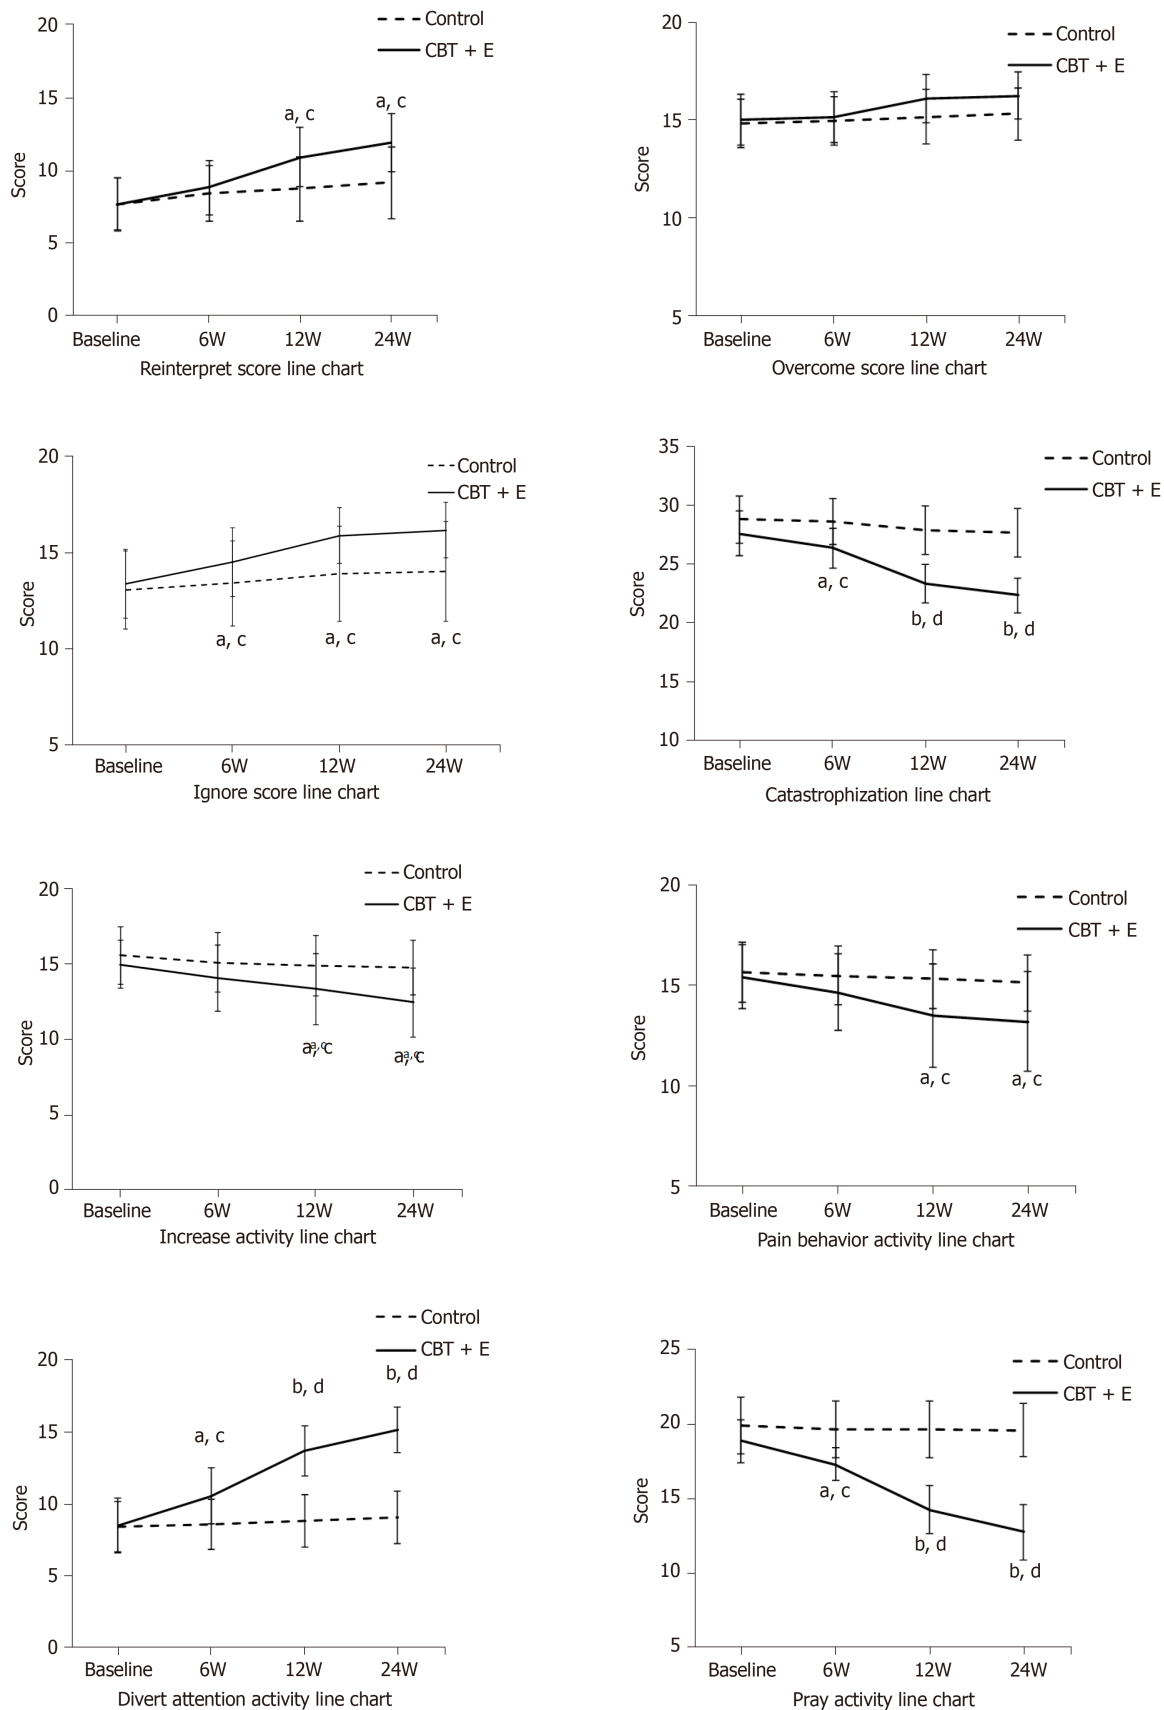 Control
CBT + E
20
15
10
5
0
Score
a, c
a, c
Baseline 6W 12W 24W
Reinterpret score line chart
Control
CBT + E
20
15
10
5
Score
Baseline 6W 12W 24W
Overcome score line chart
Control
CBT + E
20
15
10
5
Score
a, c a, c a, c
Baseline 6W 12W 24W
Ignore score line chart
Control
CBT + E
35
30
25
20
15
10
Score
a, c
b, d
b, d
Baseline 6W 12W 24W
Catastrophization line chart
Control
CBT + E
20
15
10
5
0
Score
a, c
a, c
Baseline 6W 12W 24W
Increase activity line chart
Control
CBT + E
20
15
10
5
Score
a, c a, c
Baseline 6W 12W 24W
Pain behavior activity line chart
Control
CBT + E
20
15
10
5
0
Score
a, c
b, d
b, d
Baseline 6W 12W 24W
Divert attention activity line chart
Control
CBT + E
25
20
15
10
5
Score
a, c
b, d
b, d
Baseline 6W 12W 24W
Pray activity line chart